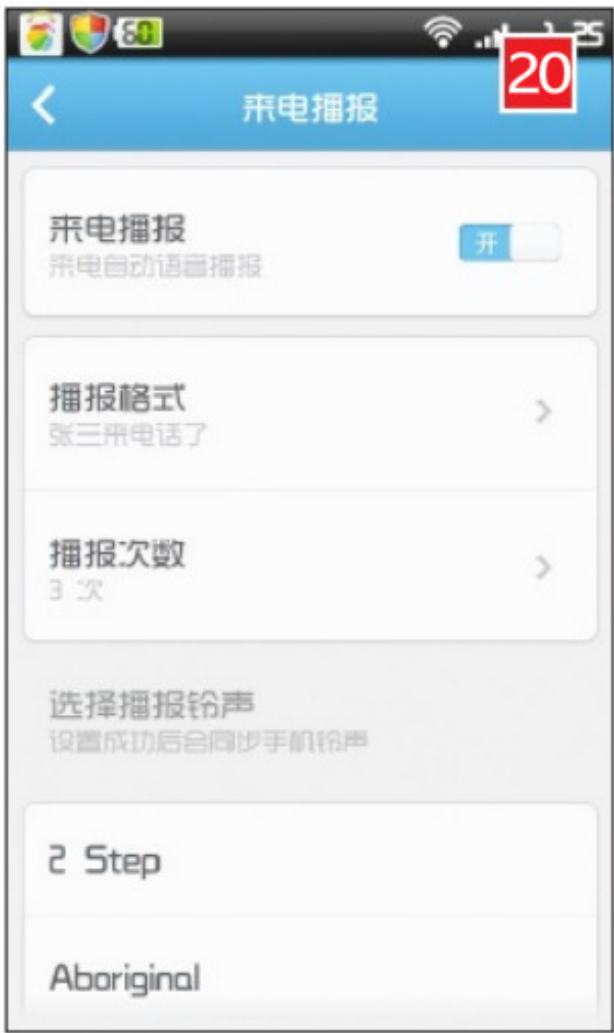 60
25
20
来电播报
来电播报
开
来电自动语音播报
播报格式
张三来电话了
播报次数
3 次
选择播报铃声
设置成功后会同步手机铃声
2 Step
Aboriginal